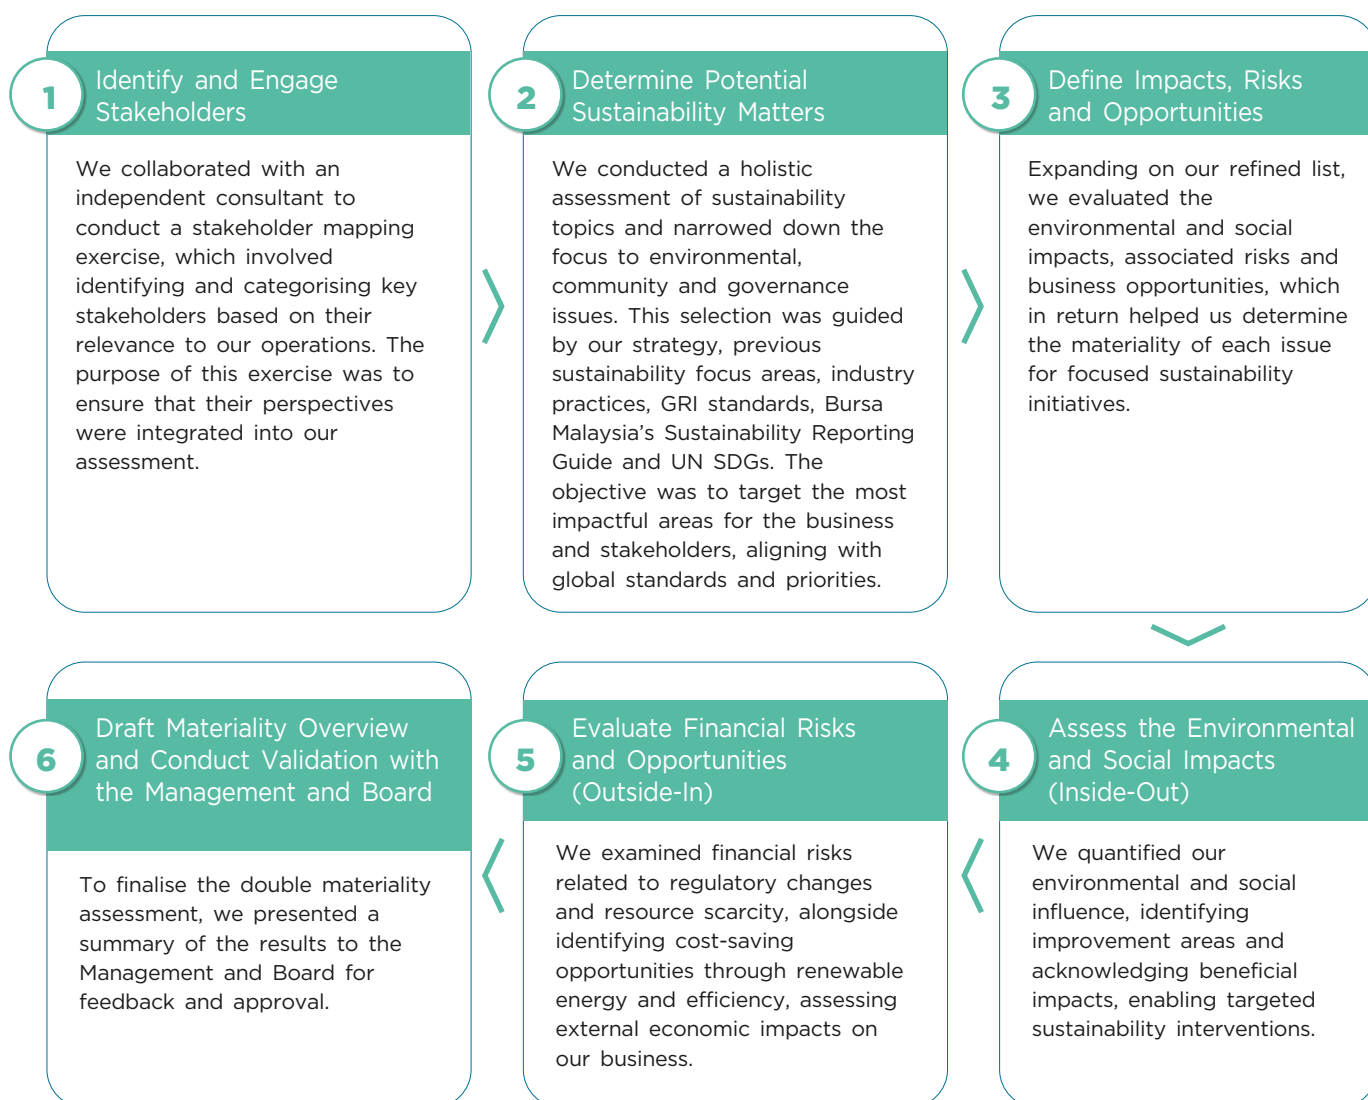 1
Identify and Engage
Stakeholders
We collaborated with an
independent consultant to
conduct a stakeholder mapping
exercise, which involved
identifying and categorising key
stakeholders based on their
relevance to our operations. The
purpose of this exercise was to
ensure that their perspectives
were integrated into our
assessment.
2
Determine Potential
Sustainability Matters
We conducted a holistic
assessment of sustainability
topics and narrowed down the
focus to environmental,
community and governance
issues. This selection was guided
by our strategy, previous
sustainability focus areas, industry
practices, GRI standards, Bursa
Malaysia's Sustainability Reporting
Guide and UN SDGs. The
objective was to target the most
impactful areas for the business
and stakeholders, aligning with
global standards and priorities.
3
Define Impacts, Risks
and Opportunities
Expanding on our refined list,
we evaluated the
environmental and social
impacts, associated risks and
business opportunities, which
in return helped us determine
the materiality of each issue
for focused sustainability
initiatives.
4
Assess the Environmental
and Social Impacts
(Inside-Out)
We quantified our
environmental and social
influence, identifying
improvement areas and
acknowledging beneficial
impacts, enabling targeted
sustainability interventions.
5
Evaluate Financial Risks
and Opportunities
(Outside-In)
We examined financial risks
related to regulatory changes
and resource scarcity, alongside
identifying cost-saving
opportunities through renewable
energy and efficiency, assessing
external economic impacts on
our business.
6
Draft Materiality Overview
and Conduct Validation with
the Management and Board
To finalise the double materiality
assessment, we presented a
summary of the results to the
Management and Board for
feedback and approval.